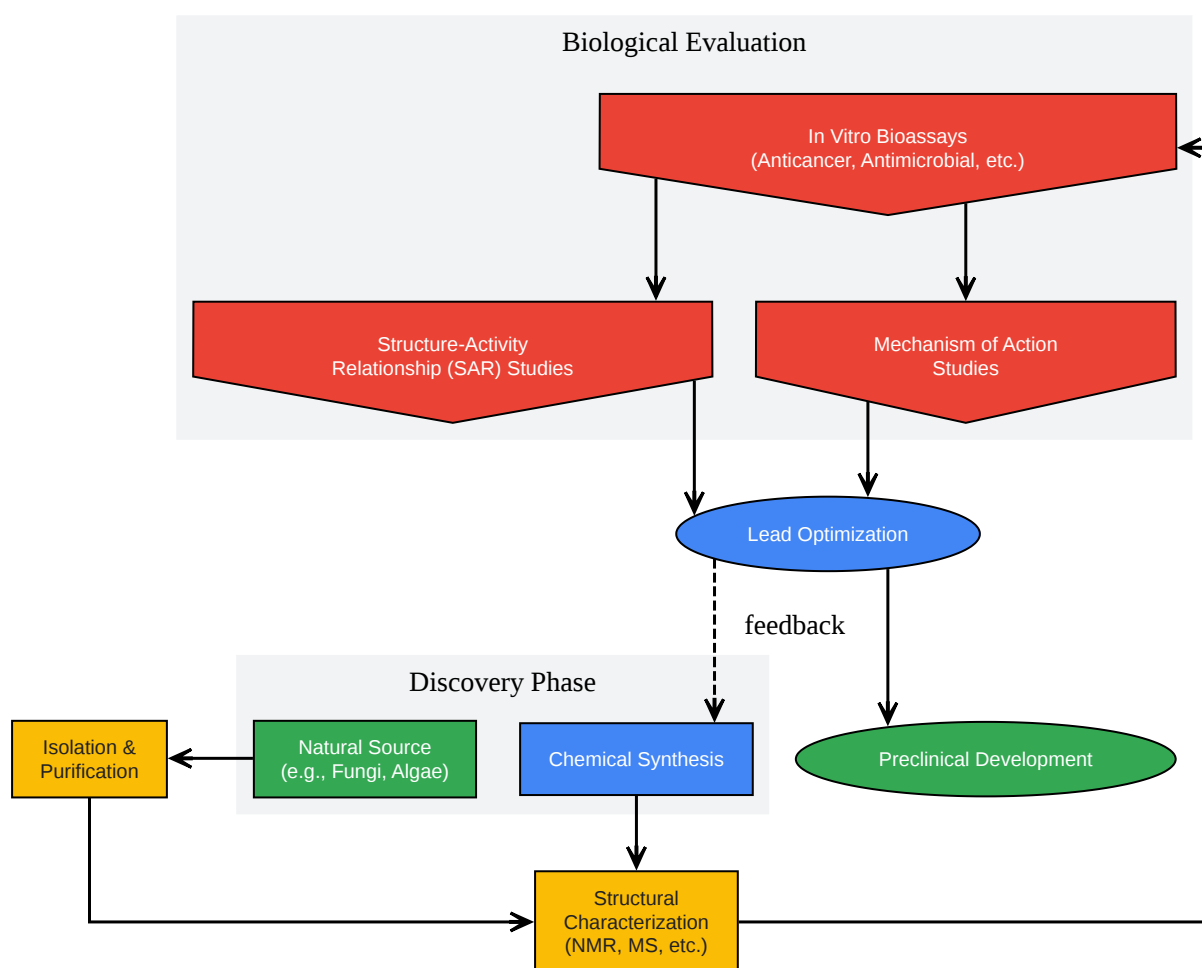 Biological Evaluation
In Vitro Bioassays
(Anticancer, Antimicrobial, etc.)
Structure-Activity
Relationship (SAR) Studies
Mechanism of Action
Studies
Lead Optimization
feedback
Discovery Phase
Isolation &
Purification
Natural Source
(e.g., Fungi, Algae)
Chemical Synthesis
Preclinical Development
Structural
Characterization
(NMR, MS, etc.)